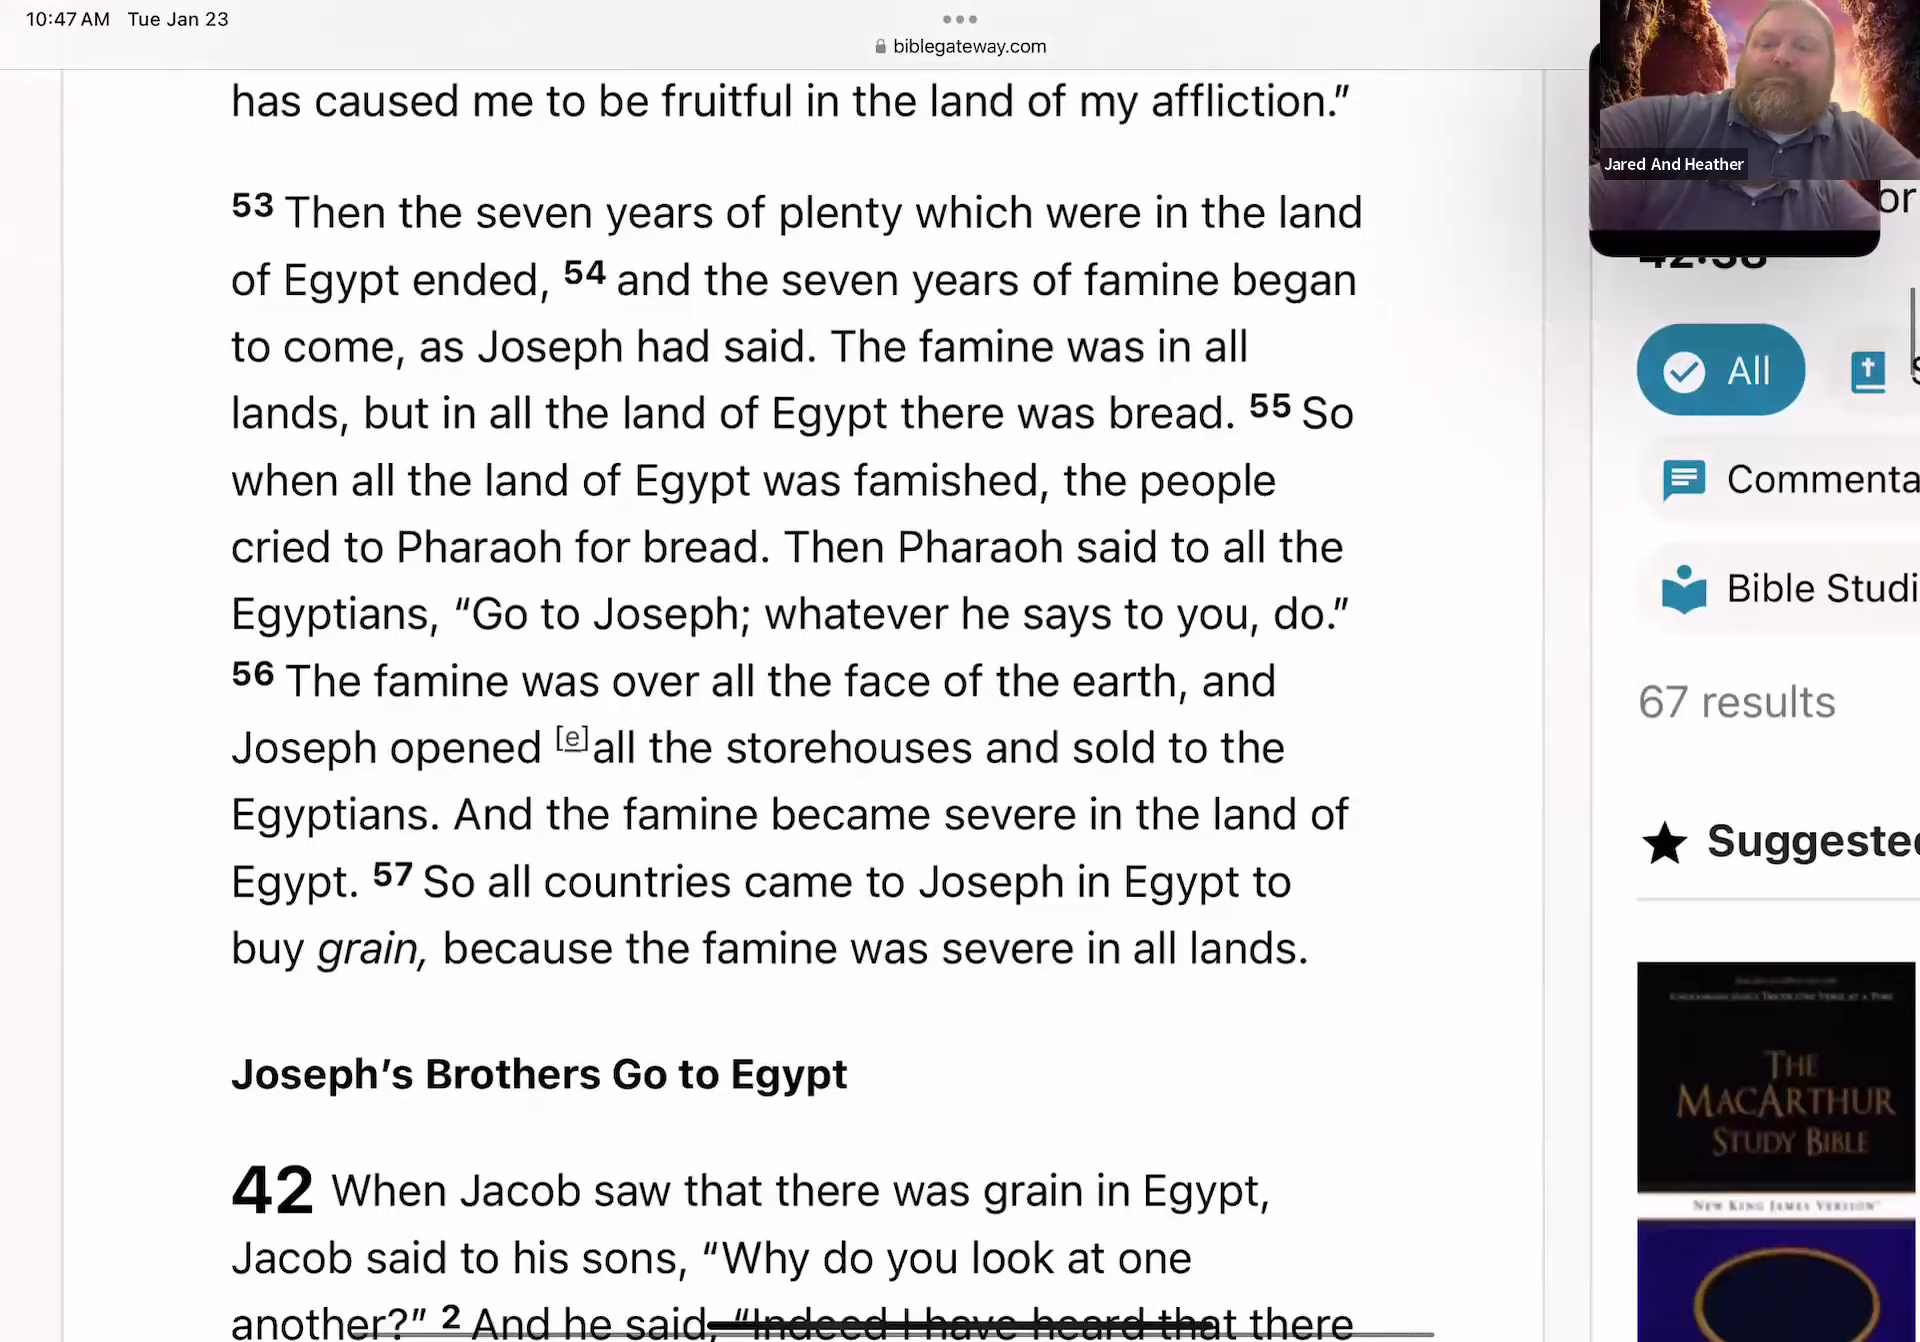 10:47 AM Tue Jan 23
biblegateway.com
has caused me to be fruitful in the land of my affliction.”
53 Then the seven years of plenty which were in the land
of Egypt ended, 54 and the seven years of famine began
to come, as Joseph had said. The famine was in all
lands, but in all the land of Egypt there was bread. 55 So
when all the land of Egypt was famished, the people
cried to Pharaoh for bread. Then Pharaoh said to all the
Egyptians, “Go to Joseph; whatever he says to you, do.”
56 The famine was over all the face of the earth, and
Joseph opened [e]all the storehouses and sold to the
Egyptians. And the famine became severe in the land of
Egypt. 57 So all countries came to Joseph in Egypt to
buy grain, because the famine was severe in all lands.
Joseph’s Brothers Go to Egypt
42 When Jacob saw that there was grain in Egypt,
Jacob said to his sons, “Why do you look at one
another?” 2 And he said, “Indeed I have heard that there
Jared And Heather
or
42:38
All
S
Commenta
Bible Studi
67 results
Suggested
THE
MACARTHUR
STUDY BIBLE
NEW KING JAMES VERSION